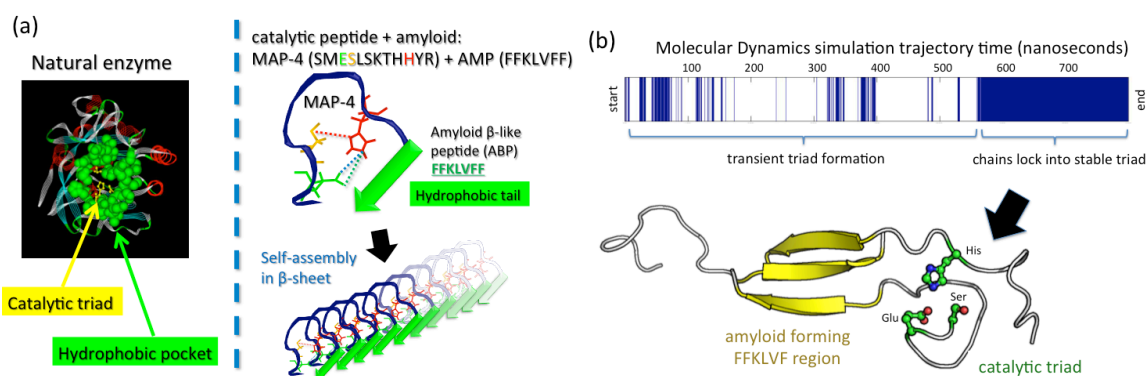 (a)
Natural enzyme
Catalytic triad
Hydrophobic pocket
catalytic peptide + amyloid:
MAP-4 (SMESLSKTHHYR) + AMP (FFKLVFF)
MAP-4
Amyloid β-like
peptide (ABP)
FFKLVFF
Hydrophobic tail
Self-assembly
in β-sheet
(b)
Molecular Dynamics simulation trajectory time (nanoseconds)
100 200 300 400 500 600 700
start
end
transient triad formation
chains lock into stable triad
His
Ser
Glu
amyloid forming
FFKLVF region
catalytic triad